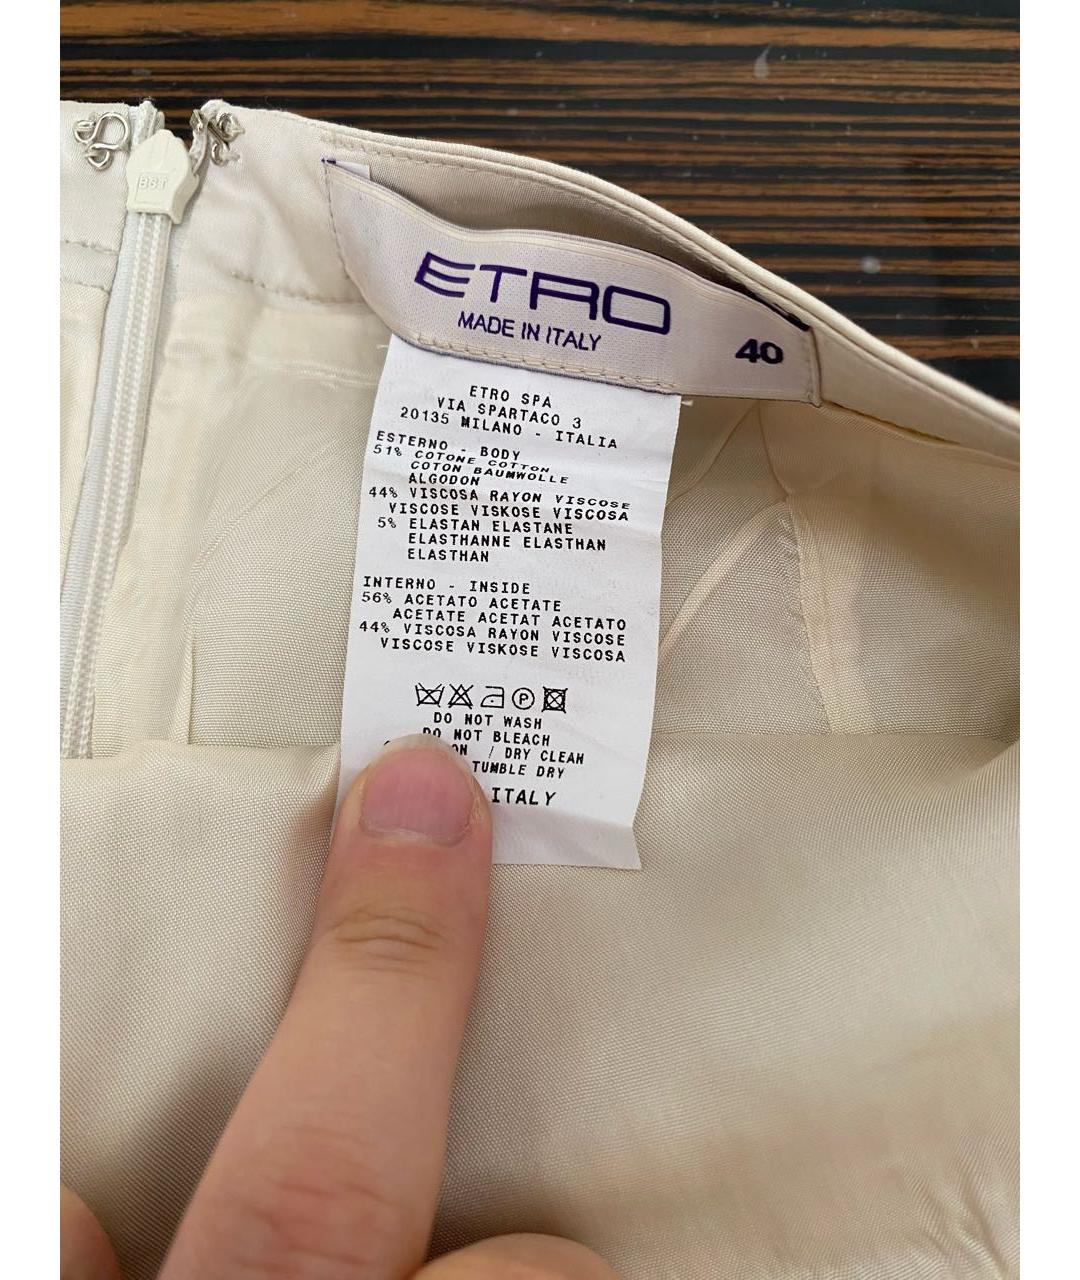 BST
ETRO
MADE IN ITALY
40
ETRO SPA
VIA SPARTACO 3
20135 MILANO - ITALIA
ESTERNO - BODY
51% COTONE COTTON
COTON BAUMWOLLE
ALGODON
44% VISCOSA RAYON VISCOSE
VISCOSE VISKOSE VISCOSA
5% ELASTAN ELASTANE
ELASTHANNE ELASTHAN
ELASTHAN
INTERNO - INSIDE
56% ACETATO ACETATE
ACETATE ACETAT ACETATO
44% VISCOSA RAYON VISCOSE
VISCOSE VISKOSE VISCOSA
P
DO NOT WASH
DO NOT BLEACH
/ DRY CLEAN
TUMBLE DRY
ITALY